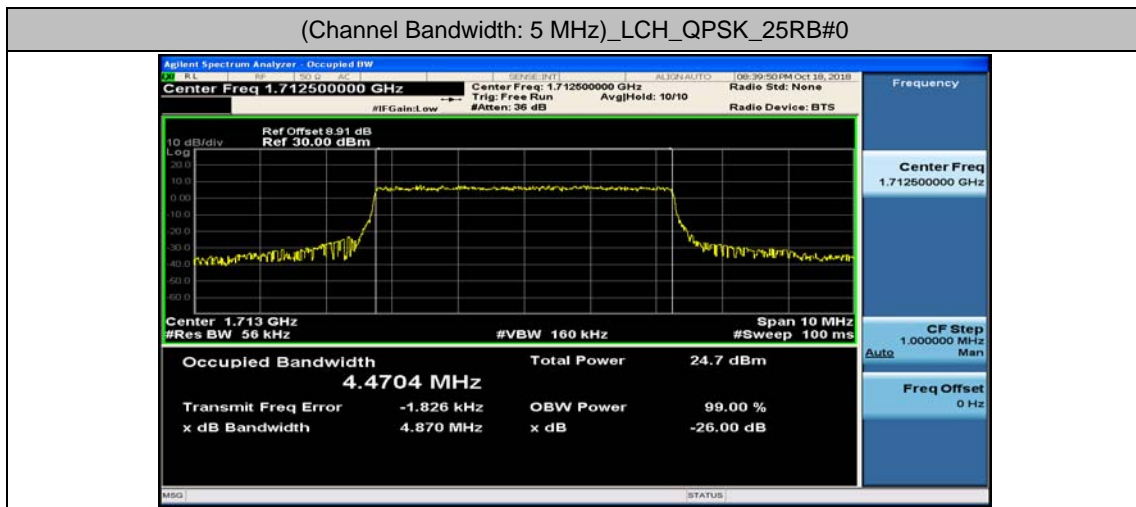 (Channel Bandwidth: 5 MHz)_LCH_QPSK_25RB#0
Agilent Spectrum Analyzer - Occupied BW
RL RF 50 Ω AC SENSE:INT ALIGN AUTO 08:39:50 PM Oct 18, 2018
Center Freq 1.712500000 GHz
Center Freq: 1.712500000 GHz
Radio Std: None
Trig: Free Run Avg|Hold: 10/10
#IFGain:Low #Atten: 36 dB Radio Device: BTS
Ref Offset 8.91 dB
10 dB/div Ref 30.00 dBm
Log
20.0
10.0
0.00
-10.0
-20.0
-30.0
-40.0
-50.0
-60.0
Center 1.713 GHz Span 10 MHz
#Res BW 56 kHz #VBW 160 kHz #Sweep 100 ms
Occupied Bandwidth Total Power 24.7 dBm
4.4704 MHz
Transmit Freq Error -1.826 kHz OBW Power 99.00 %
x dB Bandwidth 4.870 MHz x dB -26.00 dB
MSG STATUS
Frequency
Center Freq
1.712500000 GHz
CF Step
1.000000 MHz
Auto Man
Freq Offset
0 Hz